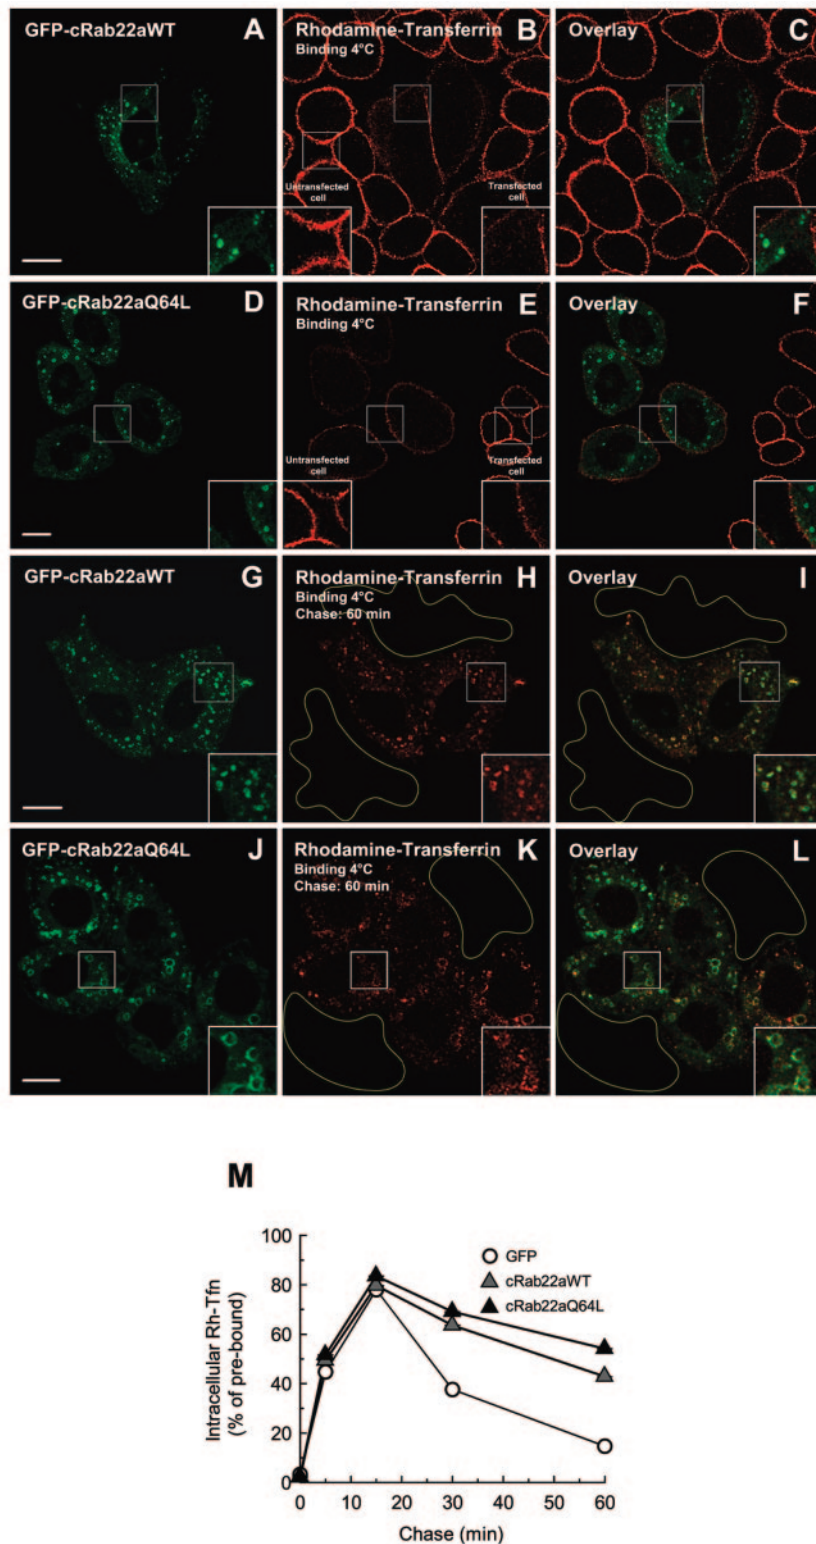 GFP-cRab22aWT A
Rhodamine-Transferrin B
Binding 4°C
Untransfected
cell
Transfected
cell
Overlay C
GFP-cRab22aQ64L D
Rhodamine-Transferrin E
Binding 4°C
Untransfected
cell
Transfected
cell
Overlay F
GFP-cRab22aWT G
Rhodamine-Transferrin H
Binding 4°C
Chase: 60 min
Overlay I
GFP-cRab22aQ64L J
Rhodamine-Transferrin K
Binding 4°C
Chase: 60 min
Overlay L
M
Intracellular Rh-Tfn
(% of pre-bound)
100
80
60
40
20
0
GFP
cRab22aWT
cRab22aQ64L
0 10 20 30 40 50 60
Chase (min)